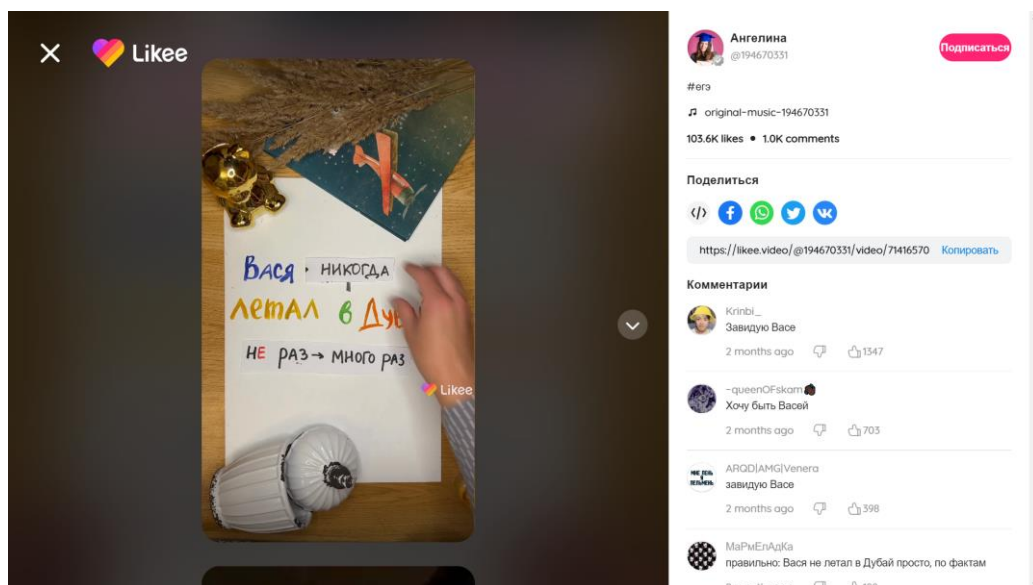 Likee
ВАСЯ · НИКОГДА
ЛЕТАЛ В ДУБ
НЕ РАЗ → МНОГО РАЗ
Likee
Ангелина
@194670331
Подписаться
#егэ
original-music-194670331
103.6K likes • 1.0K comments
Поделиться
https://likee.video/@194670331/video/71416570 Копировать
Комментарии
Krinbi_
Завидую Васе
2 months ago 1347
-queenOFskam
Хочу быть Васей
2 months ago 703
ARQD|AMG|Venera
завидую Васе
2 months ago 398
МаРмЕлАдКа
правильно: Вася не летал в Дубай просто, по фактам